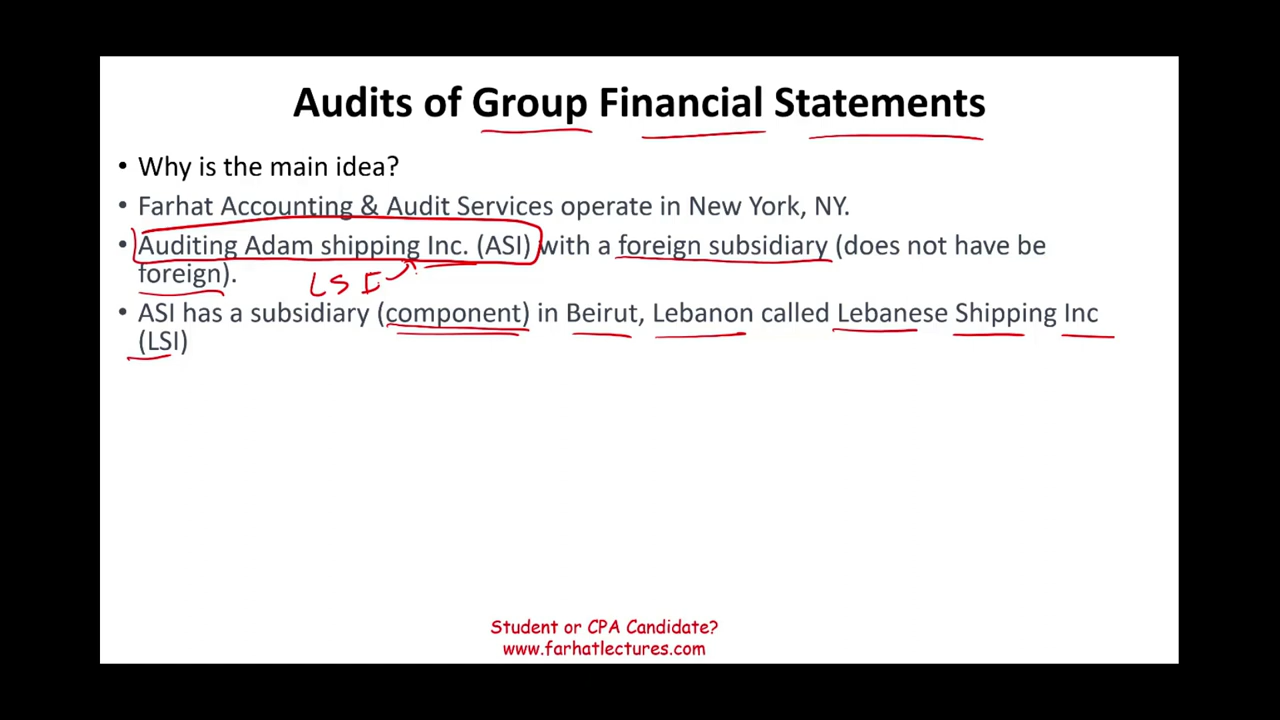 Audits of Group Financial Statements
• Why is the main idea?
• Farhat Accounting & Audit Services operate in New York, NY.
• Auditing Adam shipping Inc. (ASI) with a foreign subsidiary (does not have be
foreign).
LSI
• ASI has a subsidiary (component) in Beirut, Lebanon called Lebanese Shipping Inc
(LSI)
Student or CPA Candidate?
www.farhatlectures.com